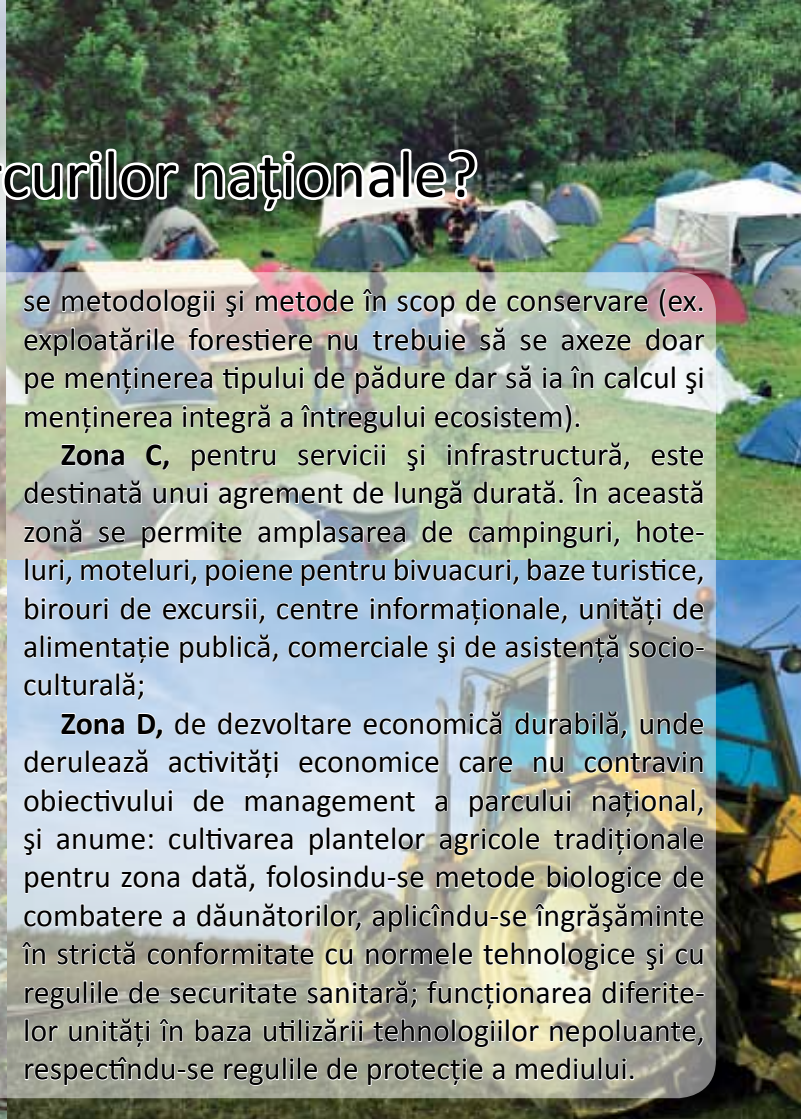 rcurilor naționale?
se metodologii şi metode în scop de conservare (ex.
exploatările forestiere nu trebuie să se axeze doar
pe menținerea tipului de pădure dar să ia în calcul şi
menținerea integră a întregului ecosistem).
Zona C, pentru servicii şi infrastructură, este
destinată unui agrement de lungă durată. În această
zonă se permite amplasarea de campinguri, hote-
luri, moteluri, poiene pentru bivuacuri, baze turistice,
birouri de excursii, centre informaționale, unități de
alimentație publică, comerciale şi de asistență socio-
culturală;
Zona D, de dezvoltare economică durabilă, unde
derulează activități economice care nu contravin
obiectivului de management a parcului național,
şi anume: cultivarea plantelor agricole tradiționale
pentru zona dată, folosindu-se metode biologice de
combatere a dăunătorilor, aplicîndu-se îngrăşăminte
în strictă conformitate cu normele tehnologice şi cu
regulile de securitate sanitară; funcționarea diferite-
lor unități în baza utilizării tehnologiilor nepoluante,
respectîndu-se regulile de protecție a mediului.